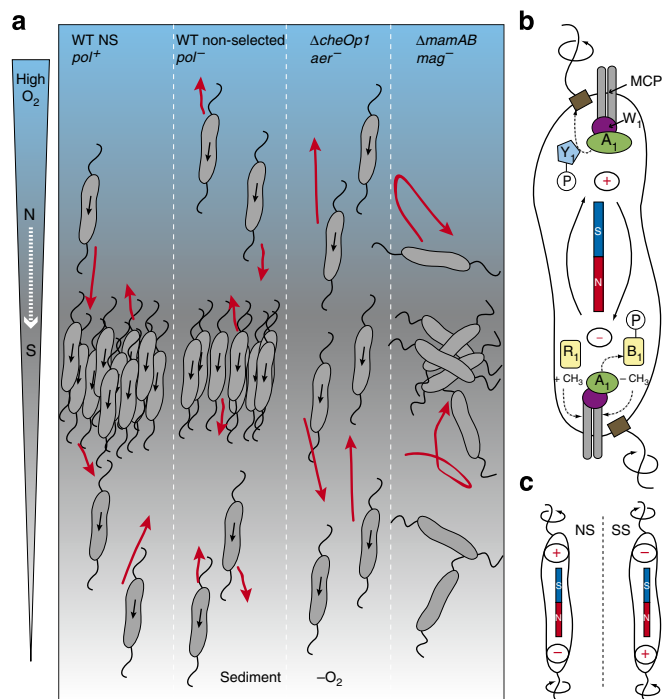 a
High
O2
N
S
WT NS
pol+
WT non-selected
pol−
ΔcheOp1
aer−
ΔmamAB
mag−
Sediment −O2
b
MCP
W1
A1
Y1
P
+
S
N
−
P
R1
B1
+ CH3
A1
− CH3
c
NS SS
+ −
S S
N N
− +